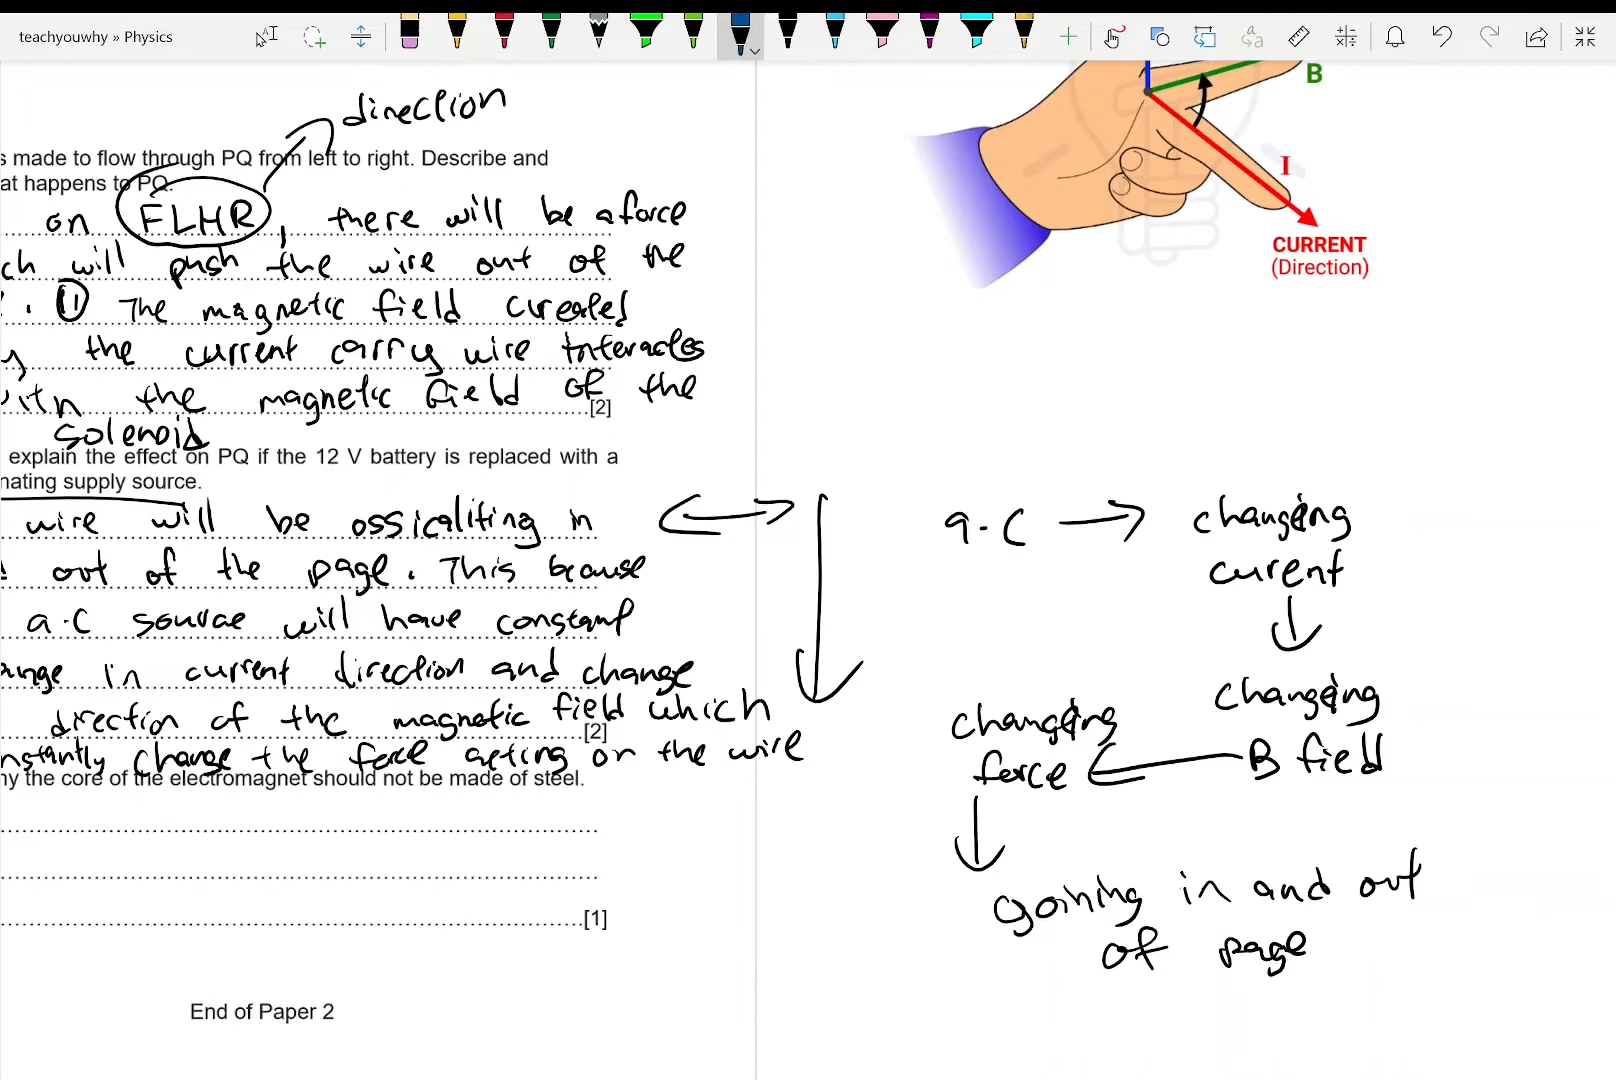 teachyouwhy » Physics
direction
s made to flow through PQ from left to right. Describe and
at happens to PQ.
on FLHR, there will be a force
ch will push the wire out of the
. ⑪ The magnetic field created
the current carry wire interactes
with the magnetic field of the
[2]
solenoid
explain the effect on PQ if the 12 V battery is replaced with a
nating supply source.
wire will be ossicaliting in
out of the page. This because
a.c source will have constant
ange in current direction and change
direction of the magnetic field which
[2]
nstantly change the force acting on the wire
hy the core of the electromagnet should not be made of steel.
[1]
End of Paper 2
B
I
CURRENT
(Direction)
a.c → changing
curent
changing
B field
changing
force
goining in and out
of page